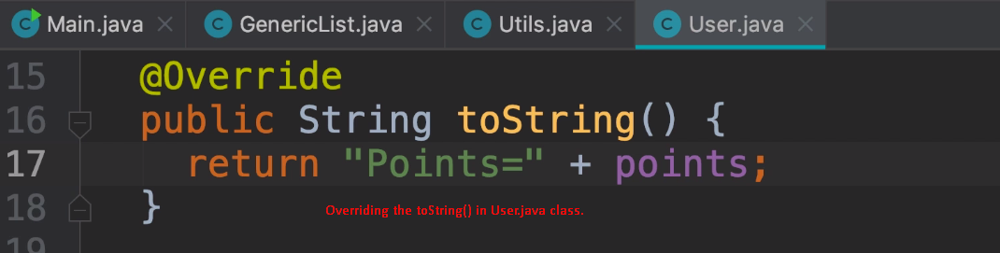 Main.java GenericList.java Utils.java User.java
15 @Override
16 public String toString() {
17 return "Points=" + points;
18 }
Overriding the toString() in User.java class.
19